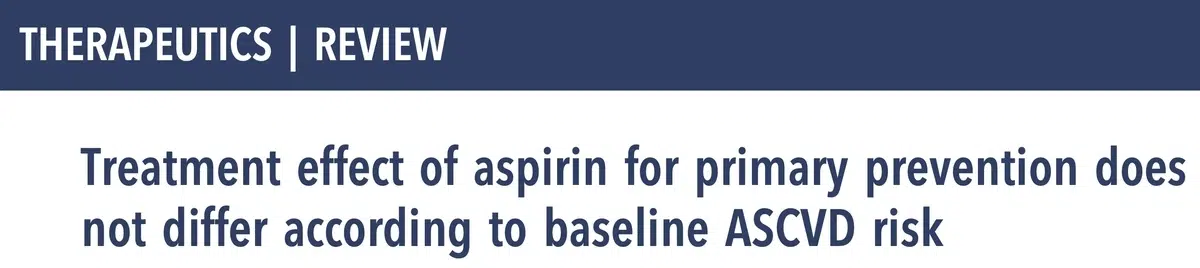 THERAPEUTICS | REVIEW
Treatment effect of aspirin for primary prevention does
not differ according to baseline ASCVD risk